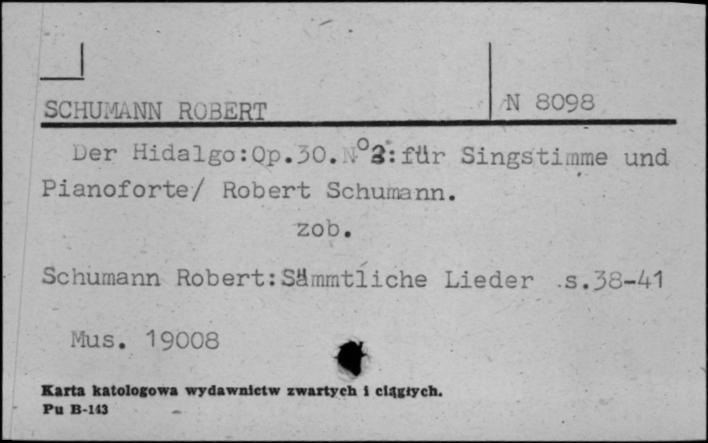 SCHUMANN ROBERT
N 8098
Der Hidalgo:Op.30.N°3:für Singstimme und
Pianoforte/ Robert Schumann.
zob.
Schumann Robert:Sämmtliche Lieder s.38-41
Mus. 19008
Karta katologowa wydawnictw zwartych i ciągłych.
Pu B-143